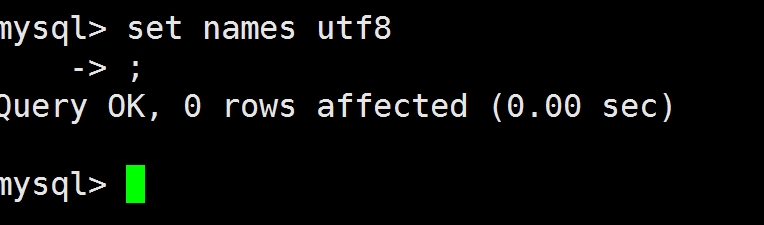 mysql> set names utf8
-> ;
Query OK, 0 rows affected (0.00 sec)
mysql>